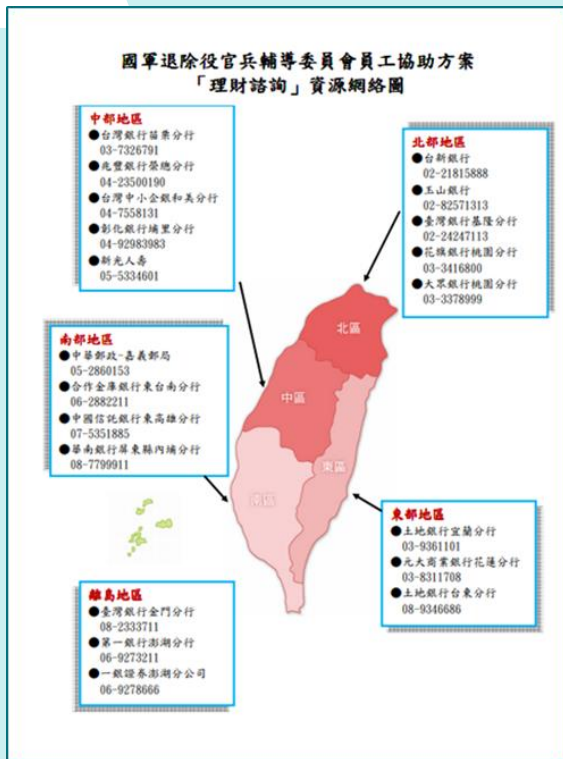 國軍退除役官兵輔導委員會員工協助方案
「理財諮詢」資源網絡圖
中部地區
●台灣銀行苗栗分行
03-7326791
●兆豐銀行榮總分行
04-23500190
●台灣中小企銀和美分行
04-7558131
●彰化銀行埔里分行
04-92983983
●新光人壽
05-5334601
北部地區
●台新銀行
02-21815888
●玉山銀行
02-82571313
●臺灣銀行基隆分行
02-24247113
●花旗銀行桃園分行
03-3416800
●大眾銀行桃園分行
03-3378999
南部地區
●中華郵政-嘉義郵局
05-2860153
●合作金庫銀行東台南分行
06-2882211
●中國信託銀行東高雄分行
07-5351885
●華南銀行屏東縣內埔分行
08-7799911
北區
中區
東區
南區
東部地區
●土地銀行宜蘭分行
03-9361101
●元大商業銀行花蓮分行
03-8311708
●土地銀行台東分行
08-9346686
離島地區
●臺灣銀行金門分行
08-2333711
●第一銀行澎湖分行
06-9273211
●一銀證券澎湖分公司
06-9278666